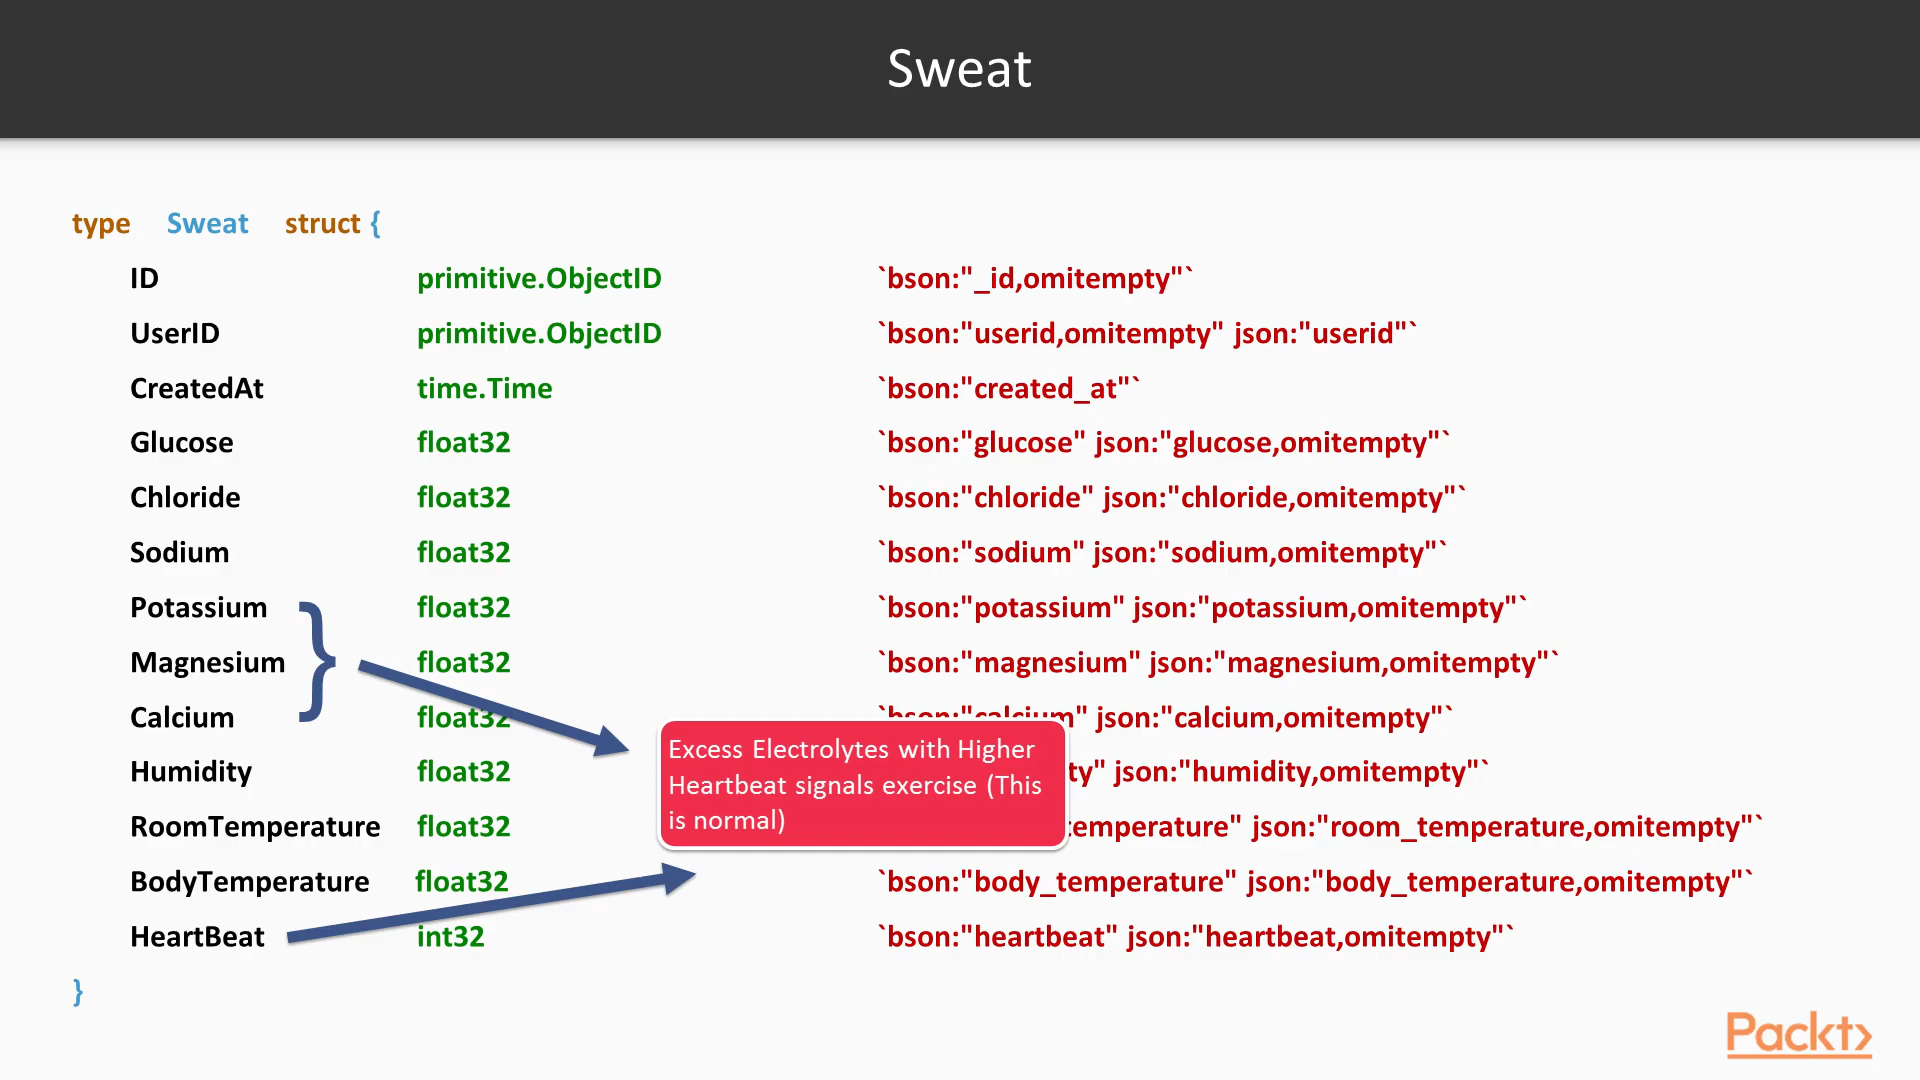 Sweat
type Sweat struct {
ID primitive.ObjectID `bson:"_id,omitempty"`
UserID primitive.ObjectID `bson:"userid,omitempty" json:"userid"`
CreatedAt time.Time `bson:"created_at"`
Glucose float32 `bson:"glucose" json:"glucose,omitempty"`
Chloride float32 `bson:"chloride" json:"chloride,omitempty"`
Sodium float32 `bson:"sodium" json:"sodium,omitempty"`
Potassium float32 `bson:"potassium" json:"potassium,omitempty"`
Magnesium } float32 `bson:"magnesium" json:"magnesium,omitempty"`
Calcium float32 `bson:"calcium" json:"calcium,omitempty"`
Excess Electrolytes with Higher
Heartbeat signals exercise (This
is normal)
Humidity float32 ty" json:"humidity,omitempty"`
RoomTemperature float32 temperature" json:"room_temperature,omitempty"`
BodyTemperature float32 `bson:"body_temperature" json:"body_temperature,omitempty"`
HeartBeat int32 `bson:"heartbeat" json:"heartbeat,omitempty"`
}
Packt>